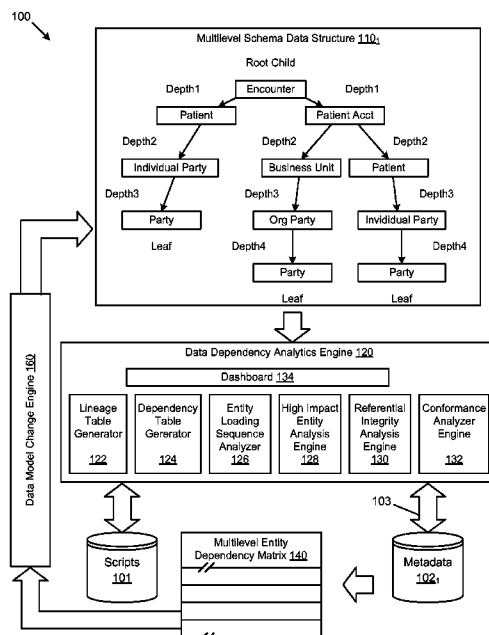 100
Multilevel Schema Data Structure 110₁
Root Child
Depth1
Encounter
Depth1
Patient
Patient Acct
Depth2
Depth2
Depth2
Individual Party
Business Unit
Patient
Depth3
Depth3
Depth3
Party
Org Party
Invididual Party
Leaf
Depth4
Depth4
Party
Party
Leaf
Leaf
Data Model Change Engine 160
Data Dependency Analytics Engine 120
Dashboard 134
Lineage
Table
Generator
122
Dependency
Table
Gererator
124
Entity
Loading
Sequence
Analyzer
126
High Impact
Entity
Analysis
Engine
128
Referential
Integrity
Analysis
Engine
130
Conformance
Analyzer
Engine
132
103
Scripts
101
Multilevel Entity
Dependency Matrix 140
Metadata
102₁